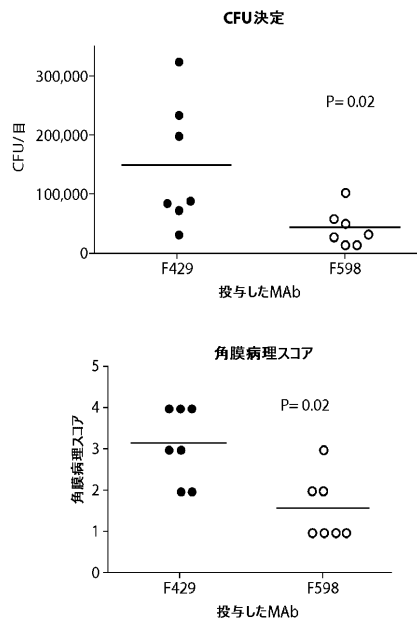 CFU決定
300,000
200,000
100,000
0
CFU/目
P= 0.02
F429
F598
投与したMAb
角膜病理スコア
5
4
3
2
1
0
角膜病理スコア
P= 0.02
F429
F598
投与したMAb